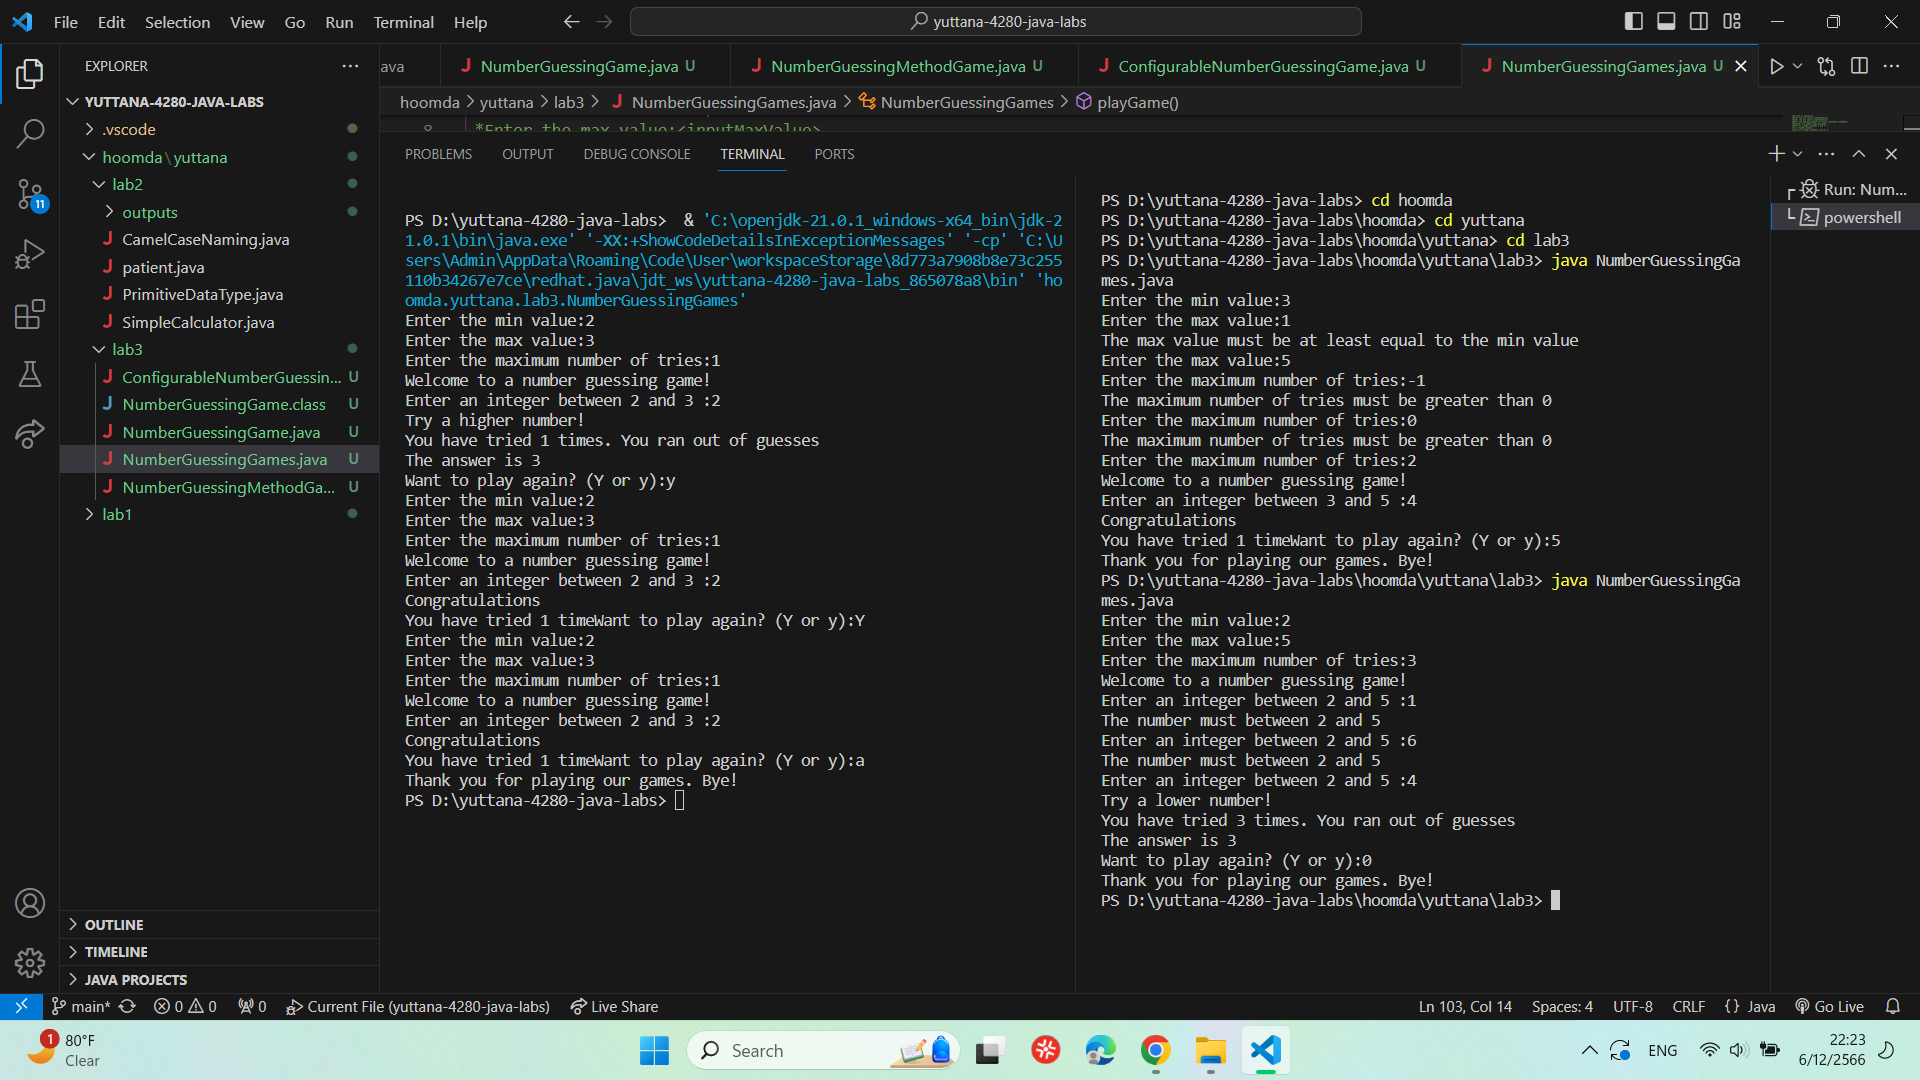 File Edit Selection View Go Run Terminal Help
yuttana-4280-java-labs
EXPLORER
YUTTANA-4280-JAVA-LABS
.vscode
hoomda\yuttana
lab2
outputs
CamelCaseNaming.java
patient.java
PrimitiveDataType.java
SimpleCalculator.java
lab3
ConfigurableNumberGuessin... U
NumberGuessingGame.class U
NumberGuessingGame.java U
NumberGuessingGames.java U
NumberGuessingMethodGa... U
lab1
11
OUTLINE
TIMELINE
JAVA PROJECTS
ava NumberGuessingGame.java U NumberGuessingMethodGame.java U ConfigurableNumberGuessingGame.java U NumberGuessingGames.java U
hoomda > yuttana > lab3 > NumberGuessingGames.java > NumberGuessingGames > playGame()
8 *Enter the max value:<inputMaxValue>
PROBLEMS OUTPUT DEBUG CONSOLE TERMINAL PORTS
PS D:\yuttana-4280-java-labs>  & 'C:\openjdk-21.0.1_windows-x64_bin\jdk-2
1.0.1\bin\java.exe' '-XX:+ShowCodeDetailsInExceptionMessages' '-cp' 'C:\U
sers\Admin\AppData\Roaming\Code\User\workspaceStorage\8d773a7908b8e73c255
110b34267e7ce\redhat.java\jdt_ws\yuttana-4280-java-labs_865078a8\bin' 'ho
omda.yuttana.lab3.NumberGuessingGames'
Enter the min value:2
Enter the max value:3
Enter the maximum number of tries:1
Welcome to a number guessing game!
Enter an integer between 2 and 3 :2
Try a higher number!
You have tried 1 times. You ran out of guesses
The answer is 3
Want to play again? (Y or y):y
Enter the min value:2
Enter the max value:3
Enter the maximum number of tries:1
Welcome to a number guessing game!
Enter an integer between 2 and 3 :2
Congratulations
You have tried 1 timeWant to play again? (Y or y):Y
Enter the min value:2
Enter the max value:3
Enter the maximum number of tries:1
Welcome to a number guessing game!
Enter an integer between 2 and 3 :2
Congratulations
You have tried 1 timeWant to play again? (Y or y):a
Thank you for playing our games. Bye!
PS D:\yuttana-4280-java-labs>
PS D:\yuttana-4280-java-labs> cd hoomda
PS D:\yuttana-4280-java-labs\hoomda> cd yuttana
PS D:\yuttana-4280-java-labs\hoomda\yuttana> cd lab3
PS D:\yuttana-4280-java-labs\hoomda\yuttana\lab3> java NumberGuessingGa
mes.java
Enter the min value:3
Enter the max value:1
The max value must be at least equal to the min value
Enter the max value:5
Enter the maximum number of tries:-1
The maximum number of tries must be greater than 0
Enter the maximum number of tries:0
The maximum number of tries must be greater than 0
Enter the maximum number of tries:2
Welcome to a number guessing game!
Enter an integer between 3 and 5 :4
Congratulations
You have tried 1 timeWant to play again? (Y or y):5
Thank you for playing our games. Bye!
PS D:\yuttana-4280-java-labs\hoomda\yuttana\lab3> java NumberGuessingGa
mes.java
Enter the min value:2
Enter the max value:5
Enter the maximum number of tries:3
Welcome to a number guessing game!
Enter an integer between 2 and 5 :1
The number must between 2 and 5
Enter an integer between 2 and 5 :6
The number must between 2 and 5
Enter an integer between 2 and 5 :4
Try a lower number!
You have tried 3 times. You ran out of guesses
The answer is 3
Want to play again? (Y or y):0
Thank you for playing our games. Bye!
PS D:\yuttana-4280-java-labs\hoomda\yuttana\lab3>
Run: Num...
powershell
main* 0 0 0 Current File (yuttana-4280-java-labs) Live Share
Ln 103, Col 14 Spaces: 4 UTF-8 CRLF {} Java Go Live
1
80°F
Clear
Search
ENG
22:23
6/12/2566